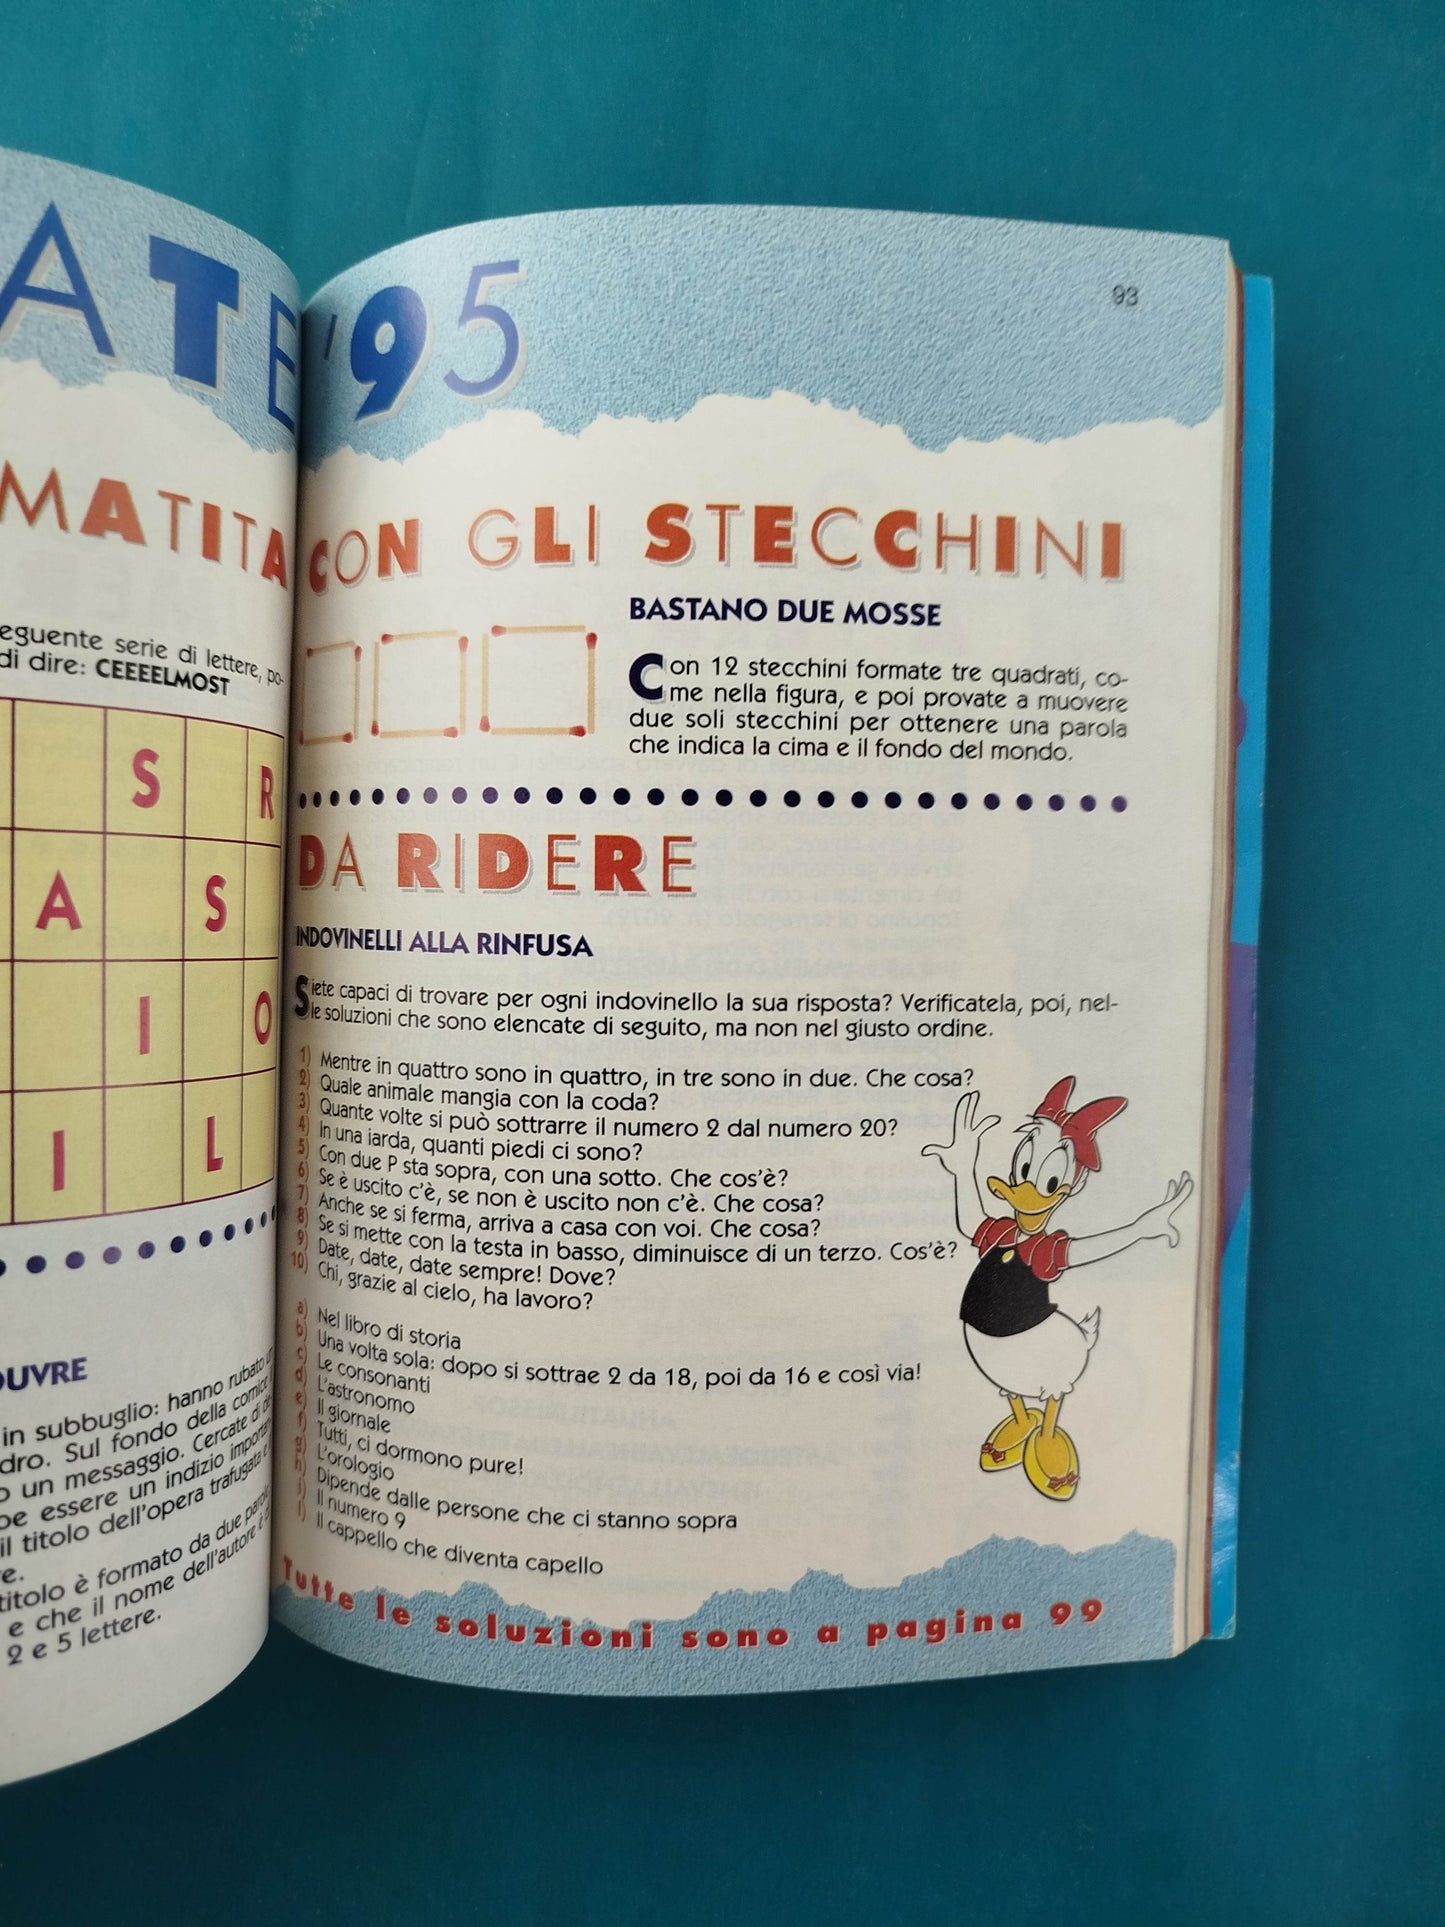 ATE
MATITA
eguente serie di lettere, po-
di dire: CEEEELMOST
S R
A S
I O
I L
OUVRE
in subbuglio: hanno rubato un
dro. Sul fondo della cornice
o un messaggio. Cercate di
be essere un indizio
il titolo dell'opera trafugata e
e.
titolo è formato da due
e che il nome dell'autore è
2 e 5 lettere.
'95
93
CON GLI STECCHINI
BASTANO DUE MOSSE
Con 12 stecchini formate tre quadrati, co-
me nella figura, e poi provate a muovere
due soli stecchini per ottenere una parola
che indica la cima e il fondo del mondo.
DA RIDERE
INDOVINELLI ALLA RINFUSA
Siete capaci di trovare per ogni indovinello la sua risposta? Verificatela, poi, nel-
le soluzioni che sono elencate di seguito, ma non nel giusto ordine.
1) Mentre in quattro sono in quattro, in tre sono in due. Che cosa?
2) Quale animale mangia con la coda?
3) Quante volte si può sottrarre il numero 2 dal numero 20?
4) In una iarda, quanti piedi ci sono?
5) Con due P sta sopra, con una sotto. Che cos'è?
6) Se è uscito c'è, se non è uscito non c'è. Che cosa?
7) Anche se si ferma, arriva a casa con voi. Che cosa?
8) Se si mette con la testa in basso, diminuisce di un terzo. Cos'è?
9) Date, date, date sempre! Dove?
10) Chi, grazie al cielo, ha lavoro?
a) Nel libro di storia
b) Una volta sola: dopo si sottrae 2 da 18, poi da 16 e così via!
c) Le consonanti
d) L'astronomo
e) Il giornale
f) Tutti, ci dormono pure!
g) L'orologio
h) Dipende dalle persone che ci stanno sopra
i) Il numero 9
l) Il cappello che diventa capello
Tutte le soluzioni sono a pagina 99